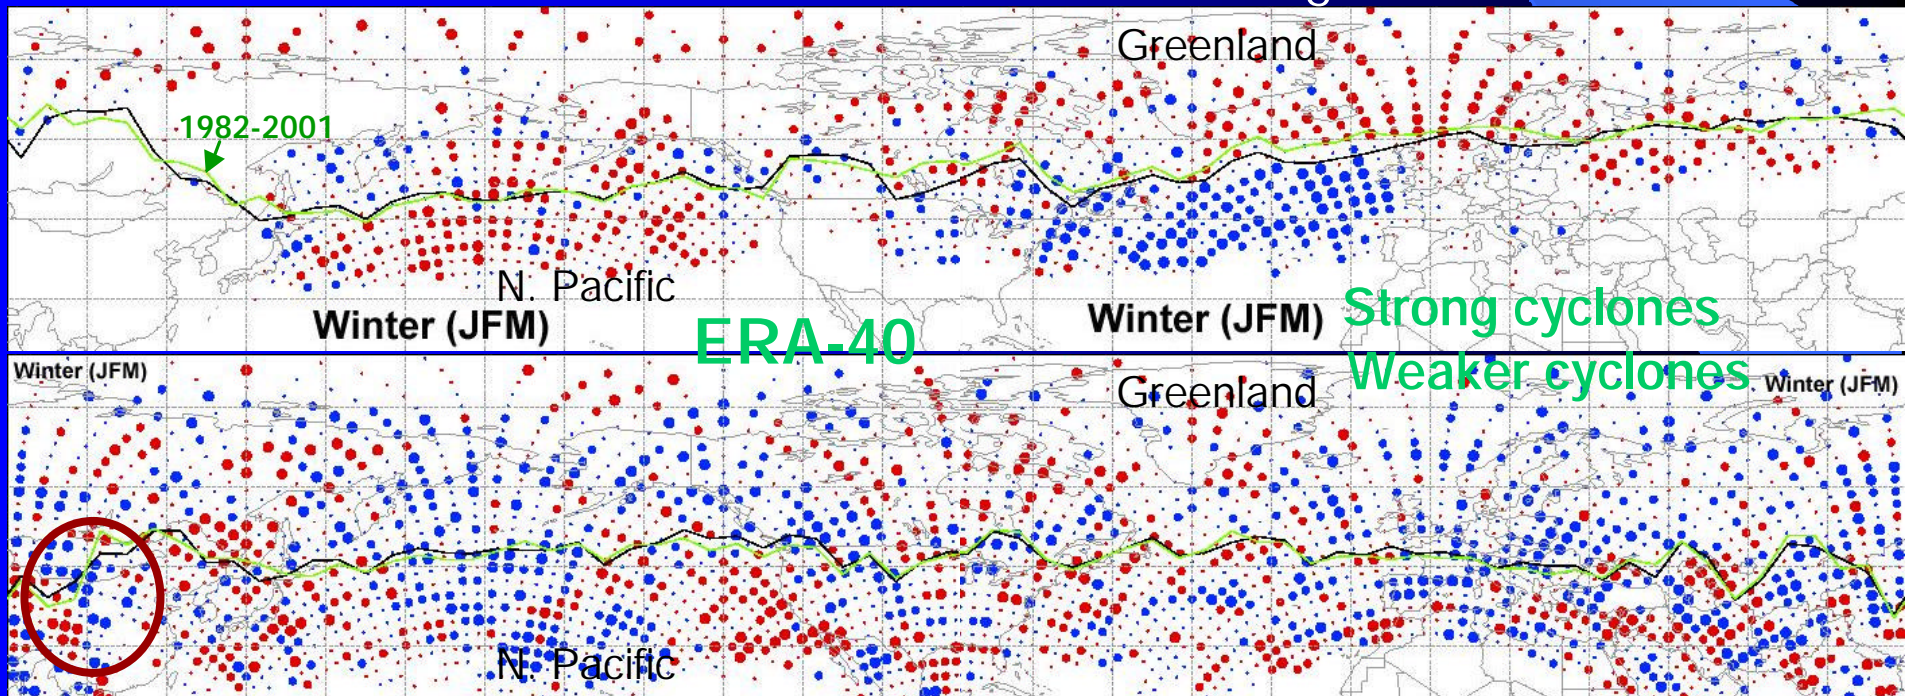 Greenland
1982-2001
N. Pacific
Winter (JFM)
Winter (JFM)
ERA-40
Strong cyclones
Weaker cyclones
Winter (JFM)
Greenland
Winter (JFM)
N. Pacific